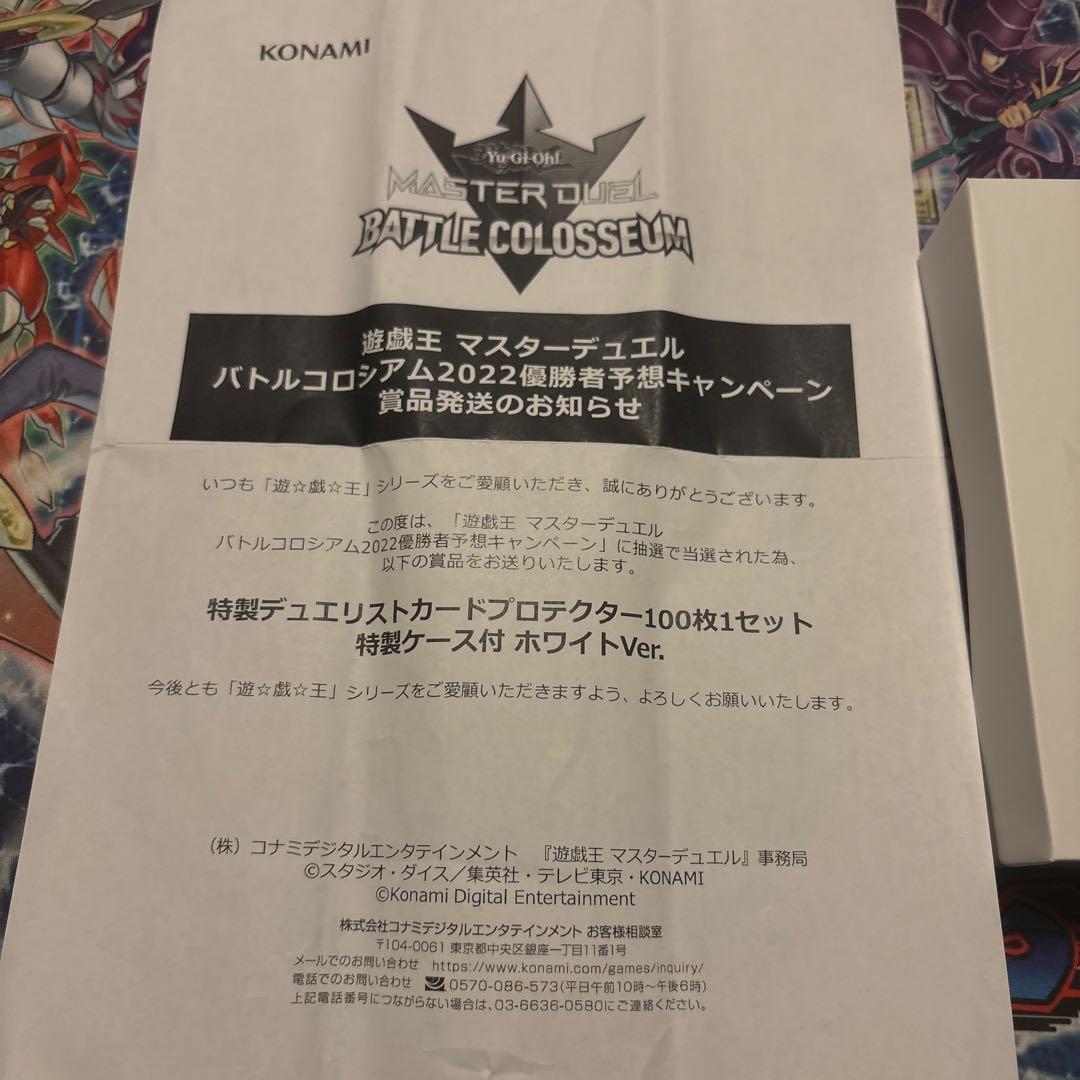 KONAMI
Yu-Gi-Oh!
MASTER DUEL
BATTLE COLOSSEUM
遊戯王 マスターデュエル
バトルコロシアム2022優勝者予想キャンペーン
賞品発送のお知らせ
いつも「遊☆戯☆王」シリーズをご愛顧いただき、誠にありがとうございます。
この度は、「遊戯王 マスターデュエル
バトルコロシアム2022優勝者予想キャンペーン」に抽選で当選された為、
以下の賞品をお送りいたします。
特製デュエリストカードプロテクター100枚1セット
特製ケース付 ホワイトVer.
今後とも「遊☆戯☆王」シリーズをご愛顧いただきますよう、よろしくお願いいたします。
（株）コナミデジタルエンタテインメント 『遊戯王 マスターデュエル』事務局
©スタジオ・ダイス／集英社・テレビ東京・KONAMI
©Konami Digital Entertainment
株式会社コナミデジタルエンタテインメント お客様相談室
〒104-0061 東京都中央区銀座一丁目11番1号
メールでのお問い合わせ https://www.konami.com/games/inquiry/
電話でのお問い合わせ 0570-086-573(平日午前10時～午後6時)
上記電話番号につながらない場合は、03-6636-0580にご連絡ください。